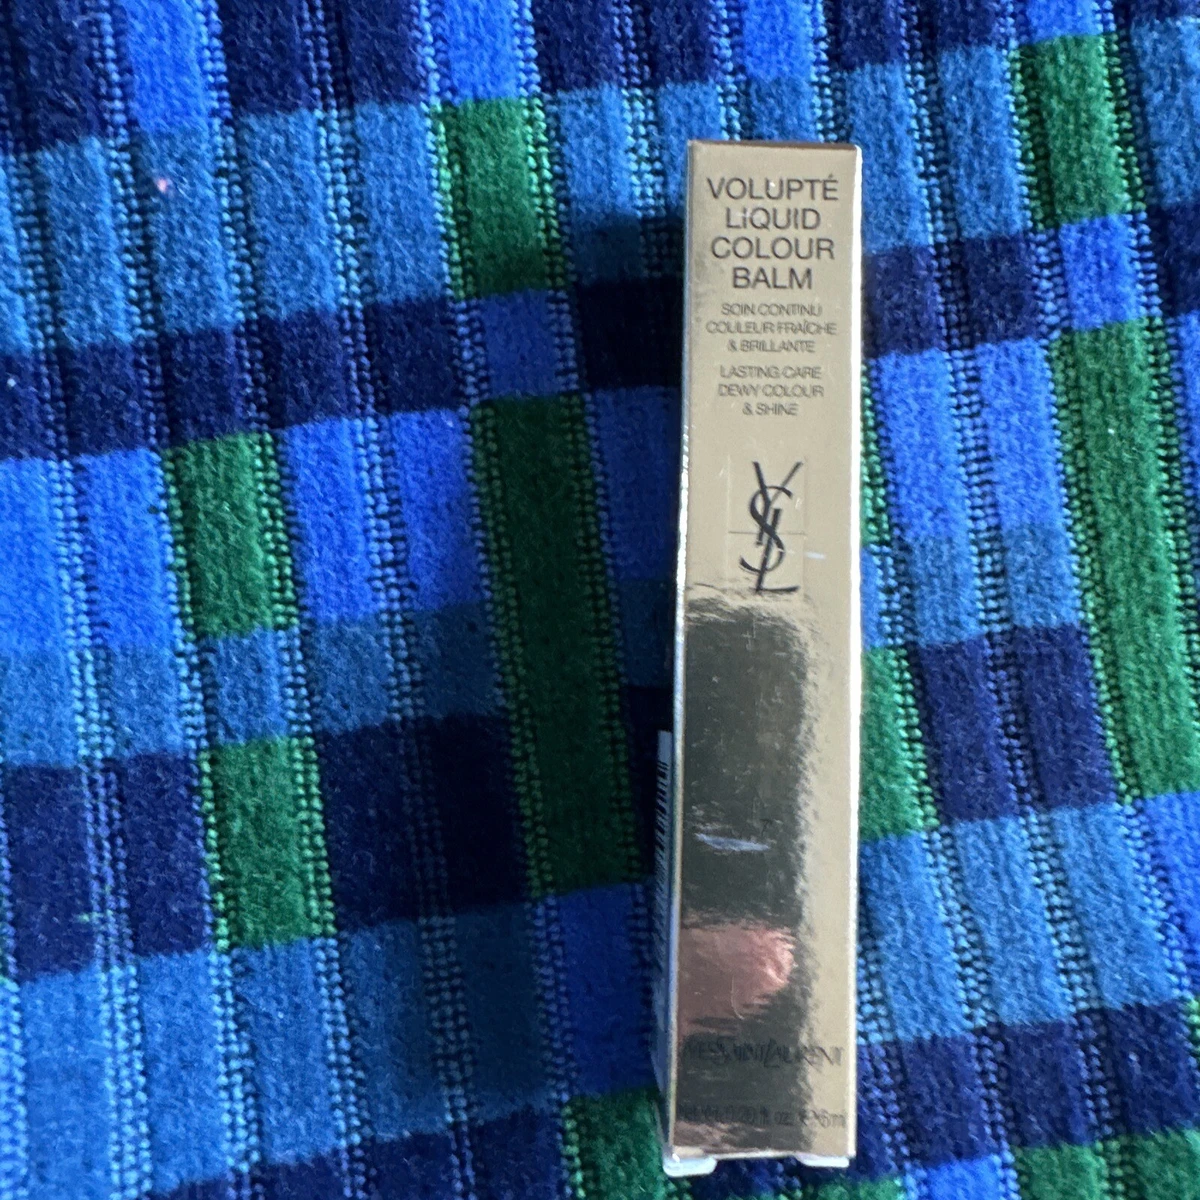 VOLUPTÉ
LIQUID
COLOUR
BALM
SOIN CONTINU
COULEUR FRAÎCHE
& BRILLANTE
LASTING CARE
DEWY COLOUR
& SHINE
YSL
YVES SAINT LAURENT